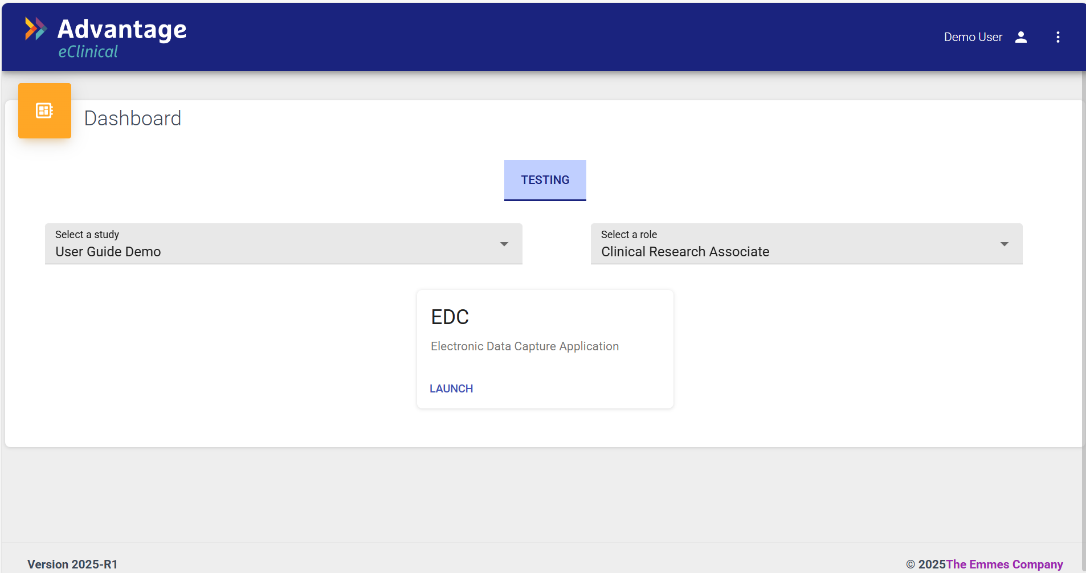 Advantage
eClinical
Demo User
Dashboard
TESTING
Select a study
User Guide Demo
Select a role
Clinical Research Associate
EDC
Electronic Data Capture Application
LAUNCH
Version 2025-R1
© 2025The Emmes Company